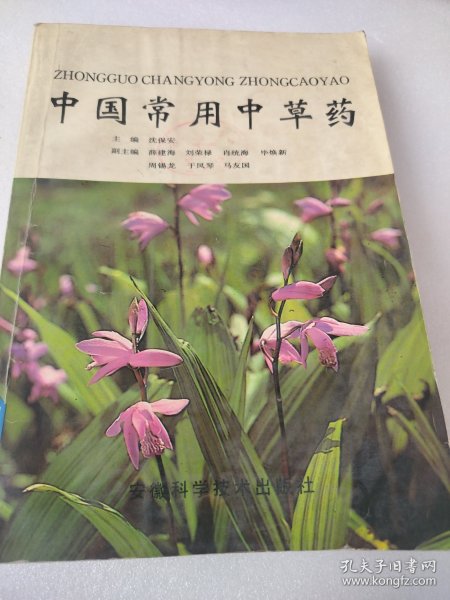 ZHONGGUO CHANGYONG ZHONGCAOYAO
中国常用中草药
主编 沈保安
副主编 薛建海 刘荣禄 肖统海 毕焕新
周锡龙 于凤琴 马友国
安徽科学技术出版社
孔夫子旧书网
www.kongfz.com